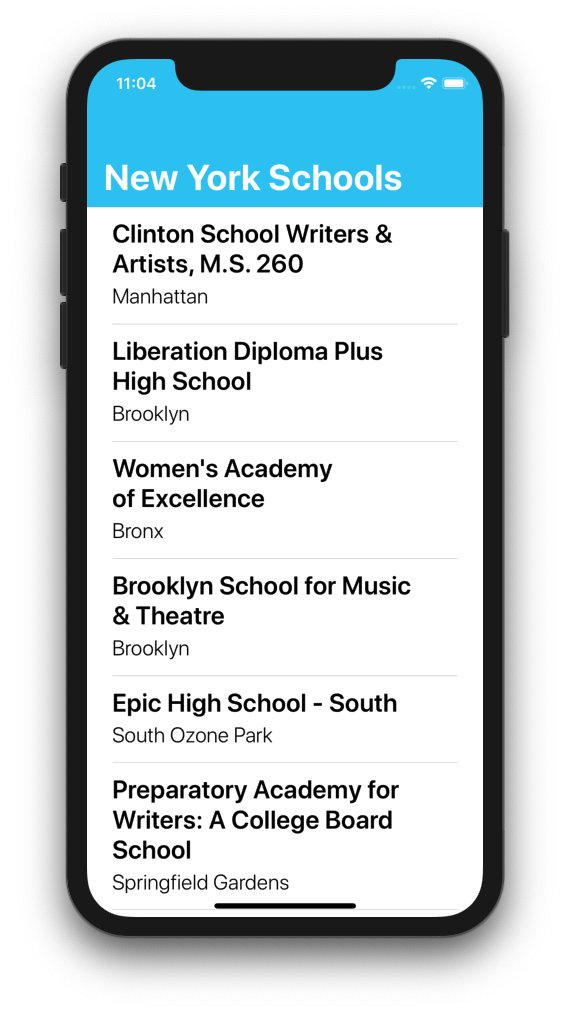 11:04
New York Schools
Clinton School Writers &
Artists, M.S. 260
Manhattan
Liberation Diploma Plus
High School
Brooklyn
Women's Academy
of Excellence
Bronx
Brooklyn School for Music
& Theatre
Brooklyn
Epic High School - South
South Ozone Park
Preparatory Academy for
Writers: A College Board
School
Springfield Gardens